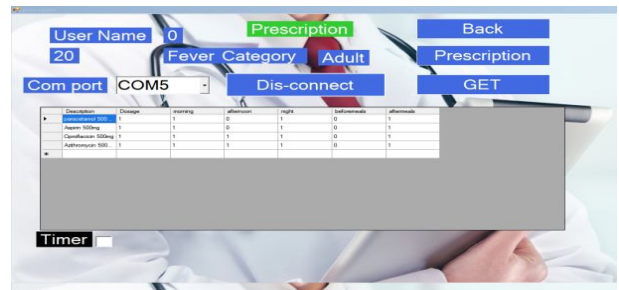 Prescription Back
User Name 0
20 Fever Category Adult Prescription
Com port COM5 Dis-connect GET
Description Dosage morning afternoon night beforemeals aftermeals
paracetamol 500... 1 1 0 1 0 1
Aspirin 500mg 1 1 0 1 0 1
Ciprofloxacin 500mg 1 1 1 1 0 1
Azithromycin 500... 1 1 1 1 0 1
Timer